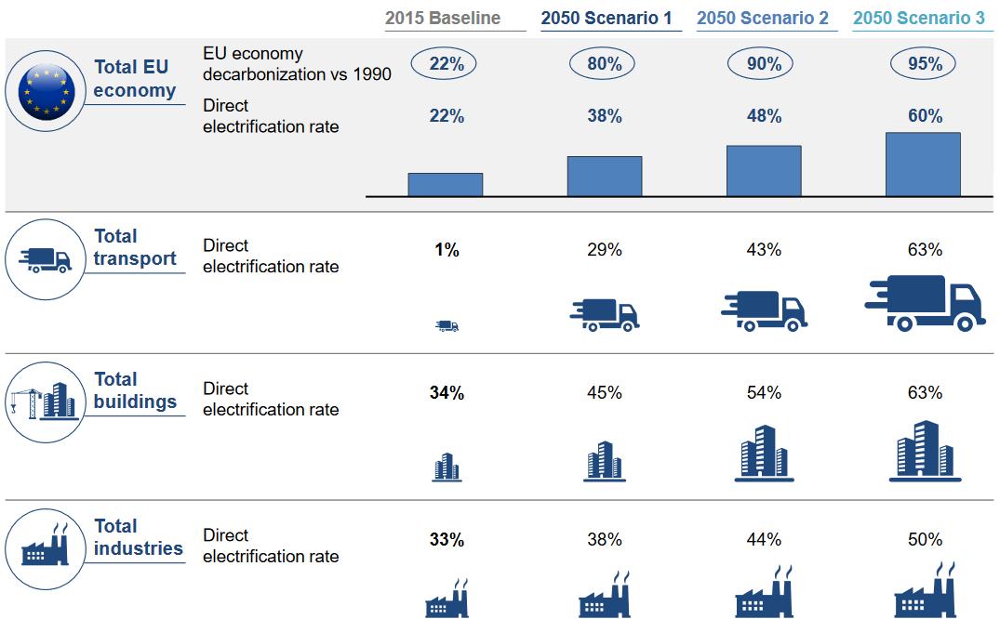 2015 Baseline 2050 Scenario 1 2050 Scenario 2 2050 Scenario 3
Total EU
economy
EU economy
decarbonization vs 1990
22% 80% 90% 95%
Direct
electrification rate
22% 38% 48% 60%
Total
transport
Direct
electrification rate
1% 29% 43% 63%
Total
buildings
Direct
electrification rate
34% 45% 54% 63%
Total
industries
Direct
electrification rate
33% 38% 44% 50%